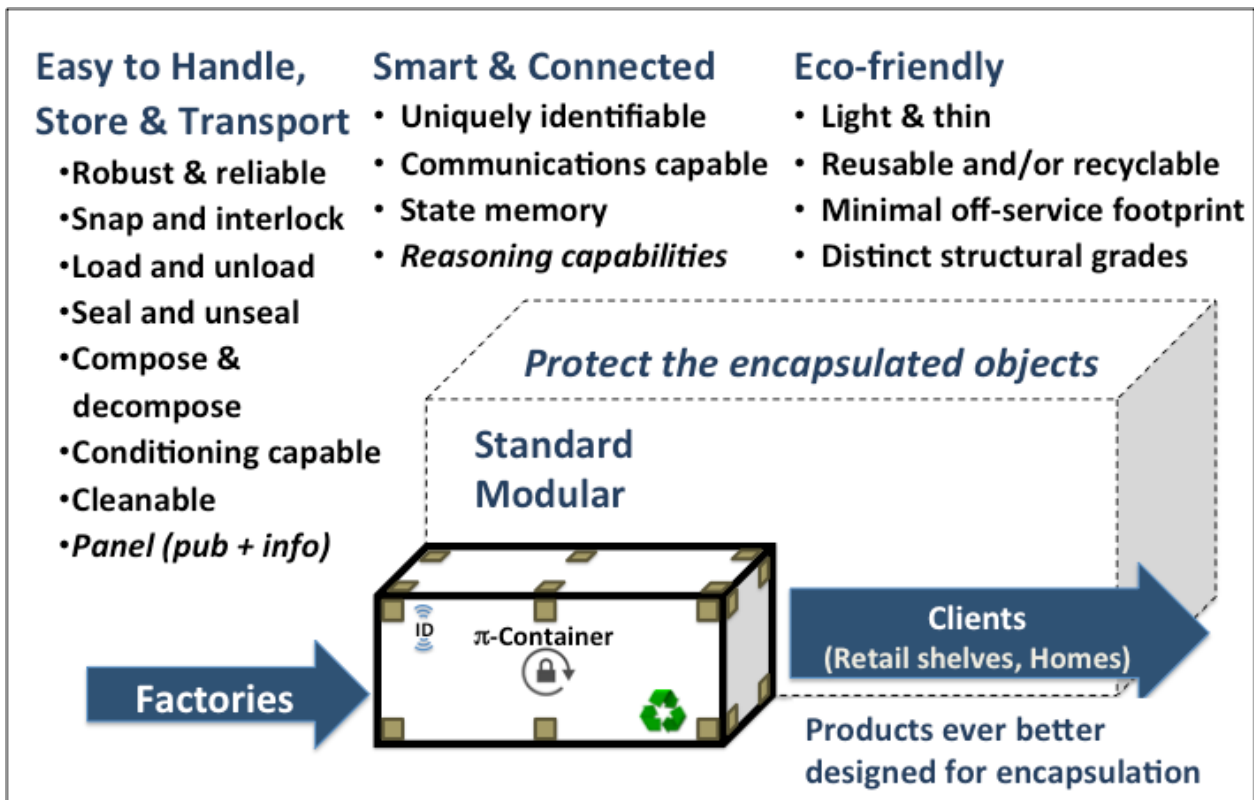 Easy to Handle,
Store & Transport
•Robust & reliable
•Snap and interlock
•Load and unload
•Seal and unseal
•Compose &
decompose
•Conditioning capable
•Cleanable
•Panel (pub + info)
Smart & Connected
• Uniquely identifiable
• Communications capable
• State memory
• Reasoning capabilities
Eco-friendly
• Light & thin
• Reusable and/or recyclable
• Minimal off-service footprint
• Distinct structural grades
Protect the encapsulated objects
Standard
Modular
ID
π-Container
Factories
Clients
(Retail shelves, Homes)
Products ever better
designed for encapsulation